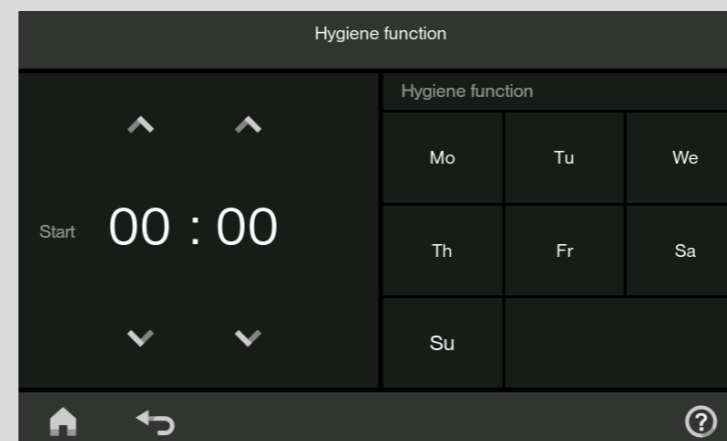 Hygiene function
Hygiene function
Mo Tu We
Start 00 : 00
Th Fr Sa
Su
?